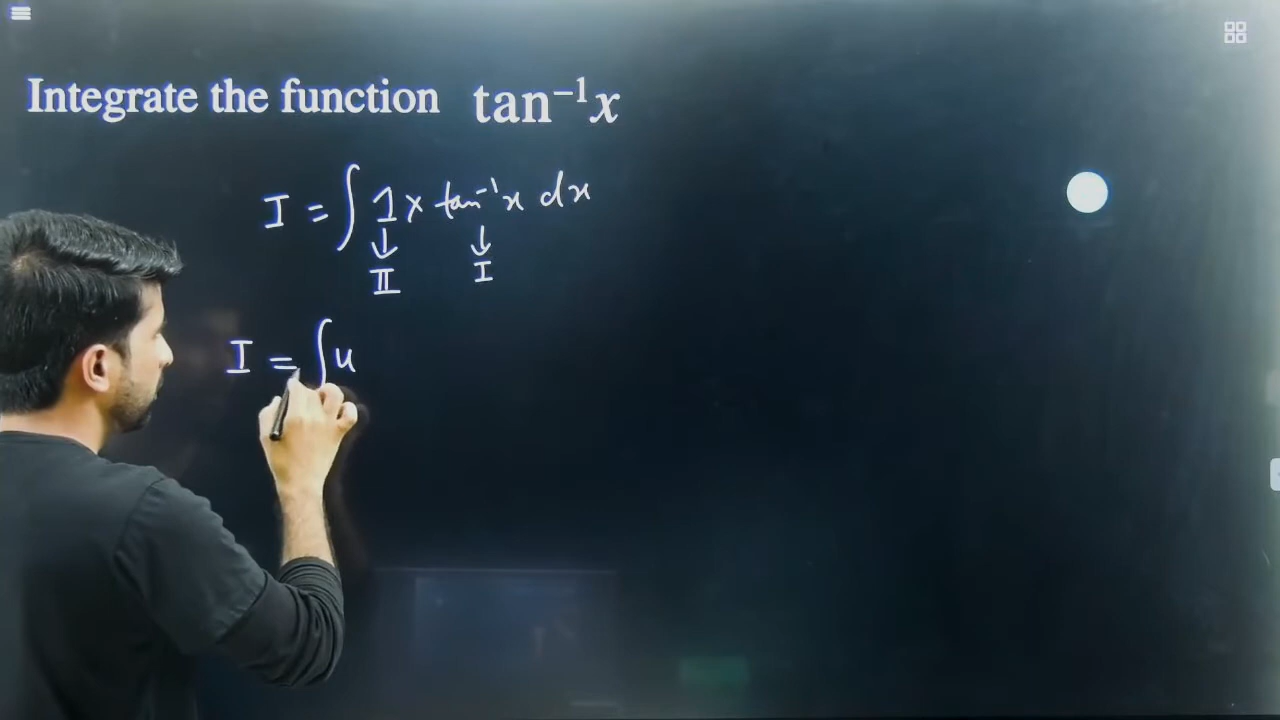 Integrate the function tan⁻¹x
I = ∫ 1 × tan⁻¹x dx
↓ ↓
II I
I = ∫ u